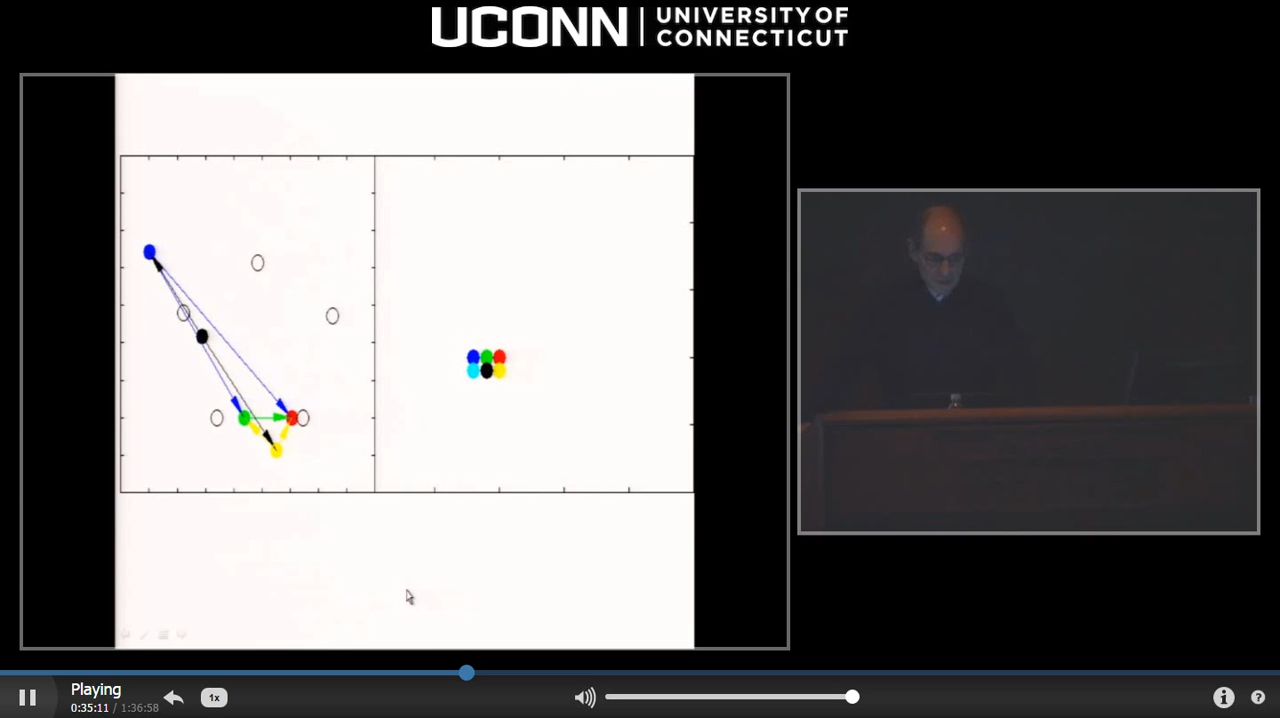 UCONN
UNIVERSITY OF
CONNECTICUT
Playing
0:35:11 / 1:36:58
1x
i
?